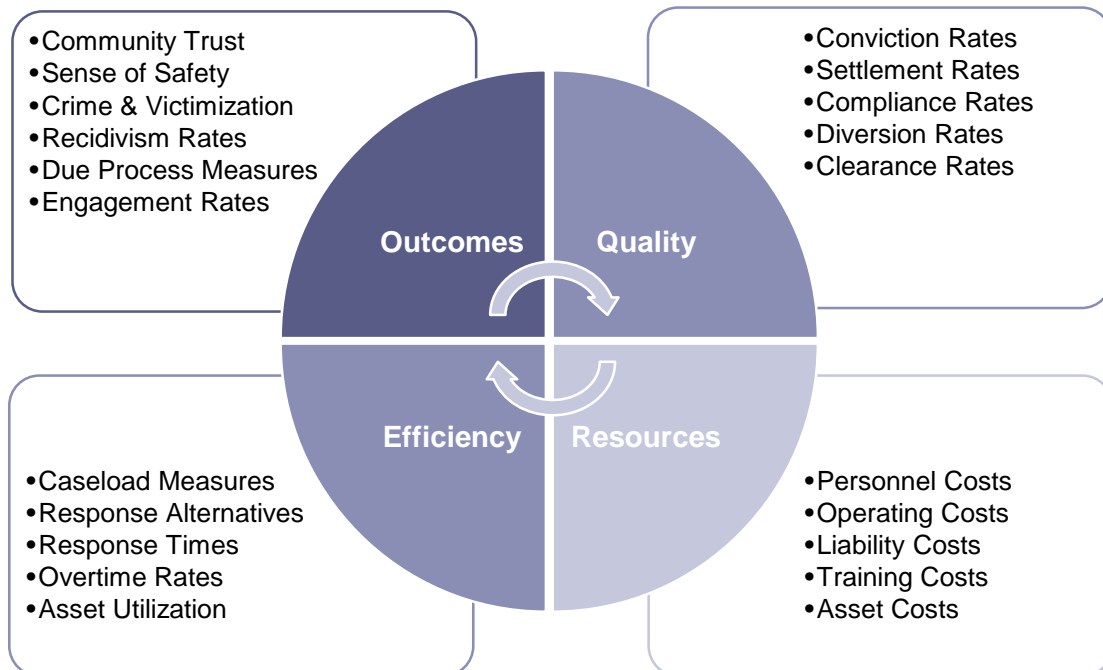 •Community Trust
•Sense of Safety
•Crime & Victimization
•Recidivism Rates
•Due Process Measures
•Engagement Rates
•Conviction Rates
•Settlement Rates
•Compliance Rates
•Diversion Rates
•Clearance Rates
Outcomes
Quality
Efficiency
Resources
•Caseload Measures
•Response Alternatives
•Response Times
•Overtime Rates
•Asset Utilization
•Personnel Costs
•Operating Costs
•Liability Costs
•Training Costs
•Asset Costs